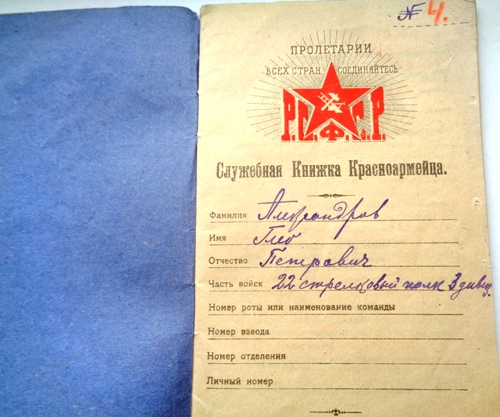 № 4.
ПРОЛЕТАРИИ
ВСЕХ СТРАН СОЕДИНЯЙТЕСЬ
Р.С.Ф.С.Р.
Служебная Книжка Красноармейца.
Фамилия Александров
Имя Глеб
Отчество Петрович
Часть войск 22 стрелковый полк 3 дивиз.
Номер роты или наименование команды
Номер взвода
Номер отделения
Личный номер